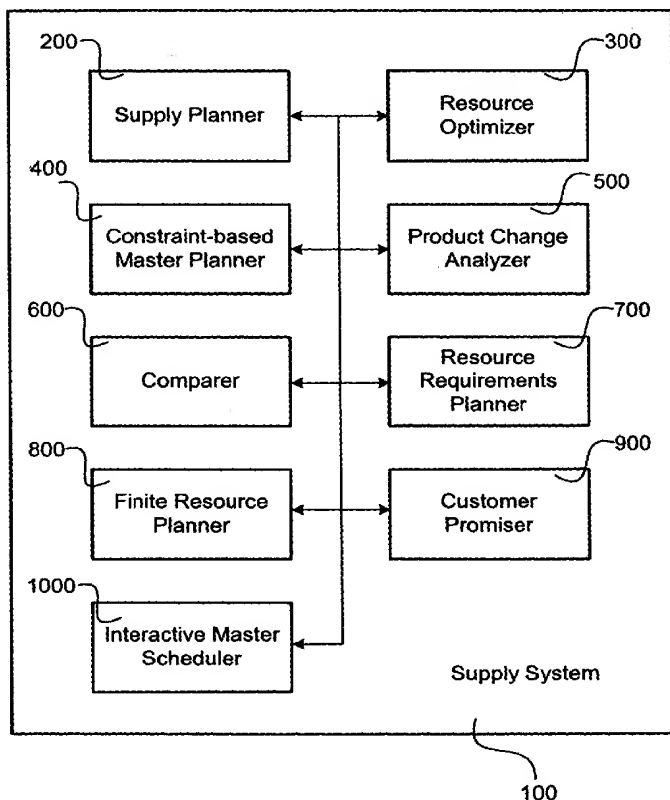 200
300
Supply Planner
Resource
Optimizer
400
500
Constraint-based
Master Planner
Product Change
Analyzer
600
700
Comparer
Resource
Requirements
Planner
800
900
Finite Resource
Planner
Customer
Promiser
1000
Interactive Master
Scheduler
Supply System
100